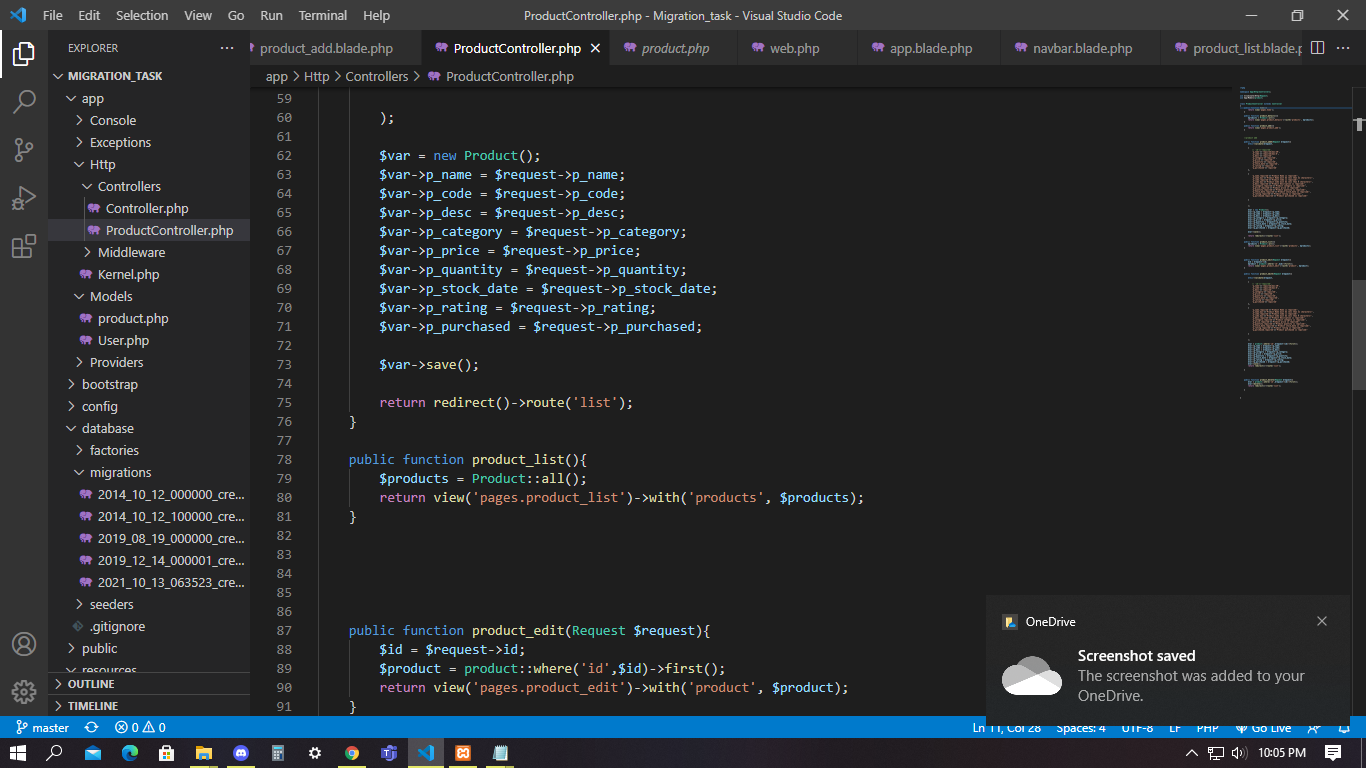 File Edit Selection View Go Run Terminal Help ProductController.php - Migration_task - Visual Studio Code
EXPLORER
product_add.blade.php ProductController.php product.php web.php app.blade.php navbar.blade.php product_list.blade.p
MIGRATION_TASK
app > Http > Controllers > ProductController.php
app
Console
Exceptions
Http
Controllers
Controller.php
ProductController.php
Middleware
Kernel.php
Models
product.php
User.php
Providers
bootstrap
config
database
factories
migrations
2014_10_12_000000_cre...
2014_10_12_100000_cre...
2019_08_19_000000_cre...
2019_12_14_000001_cre...
2021_10_13_063523_cre...
seeders
.gitignore
public
resources
OUTLINE
TIMELINE
59
60 );
61
62 $var = new Product();
63 $var->p_name = $request->p_name;
64 $var->p_code = $request->p_code;
65 $var->p_desc = $request->p_desc;
66 $var->p_category = $request->p_category;
67 $var->p_price = $request->p_price;
68 $var->p_quantity = $request->p_quantity;
69 $var->p_stock_date = $request->p_stock_date;
70 $var->p_rating = $request->p_rating;
71 $var->p_purchased = $request->p_purchased;
72
73 $var->save();
74
75 return redirect()->route('list');
76 }
77
78 public function product_list(){
79 $products = Product::all();
80 return view('pages.product_list')->with('products', $products);
81 }
82
83
84
85
86
87 public function product_edit(Request $request){
88 $id = $request->id;
89 $product = product::where('id',$id)->first();
90 return view('pages.product_edit')->with('product', $product);
91 }
OneDrive
Screenshot saved
The screenshot was added to your
OneDrive.
master 0 0 Ln 11, Col 28 Spaces: 4 UTF-8 LF PHP Go Live
10:05 PM